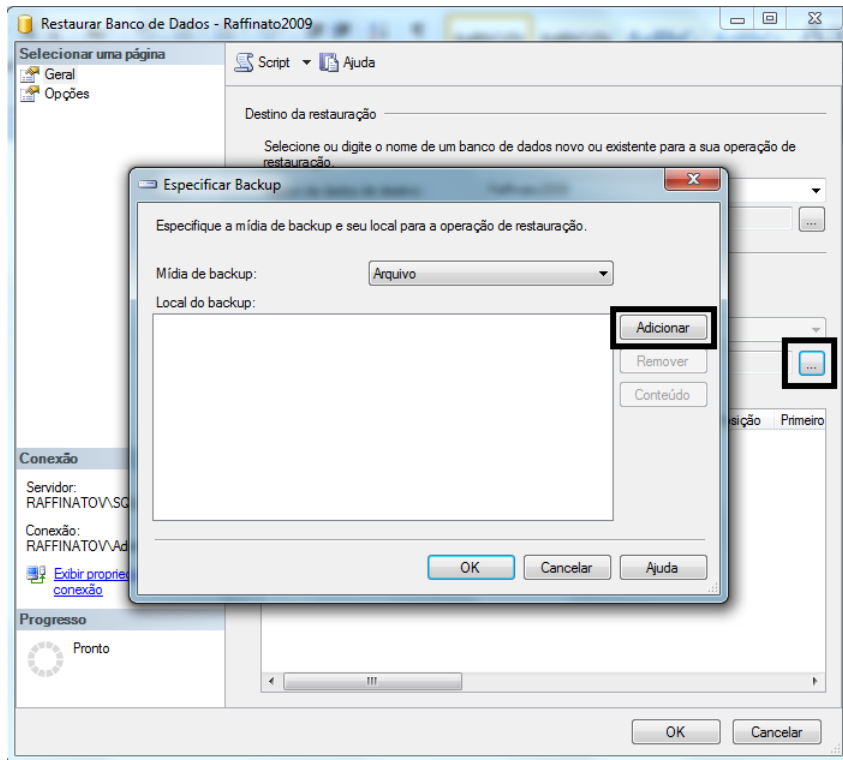 Restaurar Banco de Dados - Raffinato2009
Selecionar uma página
Geral
Opções
Script
Ajuda
Destino da restauração
Selecione ou digite o nome de um banco de dados novo ou existente para a sua operação de
restauração.
Especificar Backup
Especifique a mídia de backup e seu local para a operação de restauração.
Mídia de backup:
Arquivo
Local do backup:
Adicionar
Remover
Conteúdo
...
...
sição
Primeiro
OK
Cancelar
Ajuda
Conexão
Servidor:
RAFFINATOV\SQ
Conexão:
RAFFINATOV\Ad
Exibir propried
conexão
Progresso
Pronto
OK
Cancelar